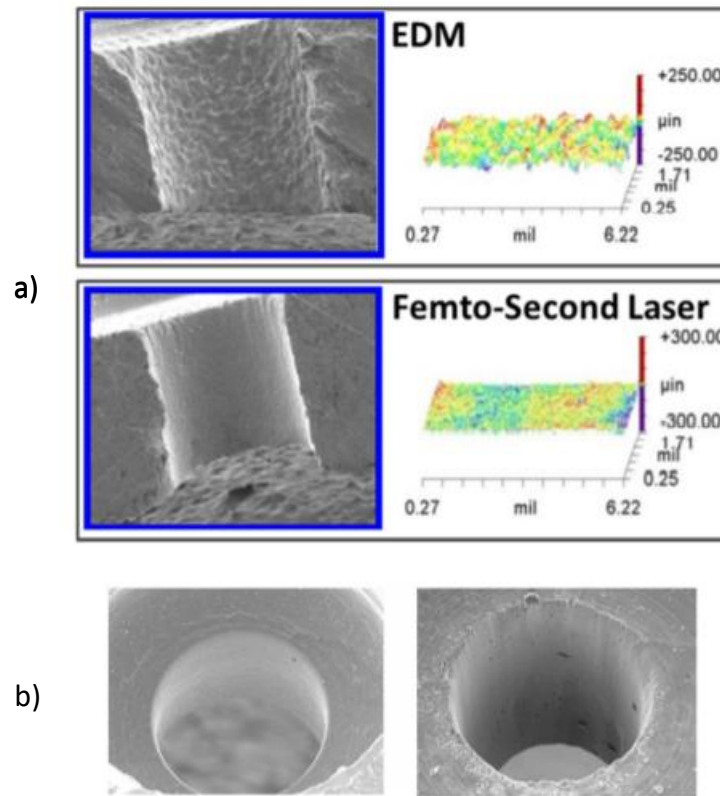 EDM
+250.00
µin
-250.00
1.71
mil
0.25
0.27 mil 6.22
a)
Femto-Second Laser
+300.00
µin
-300.00
1.71
mil
0.25
0.27 mil 6.22
b)